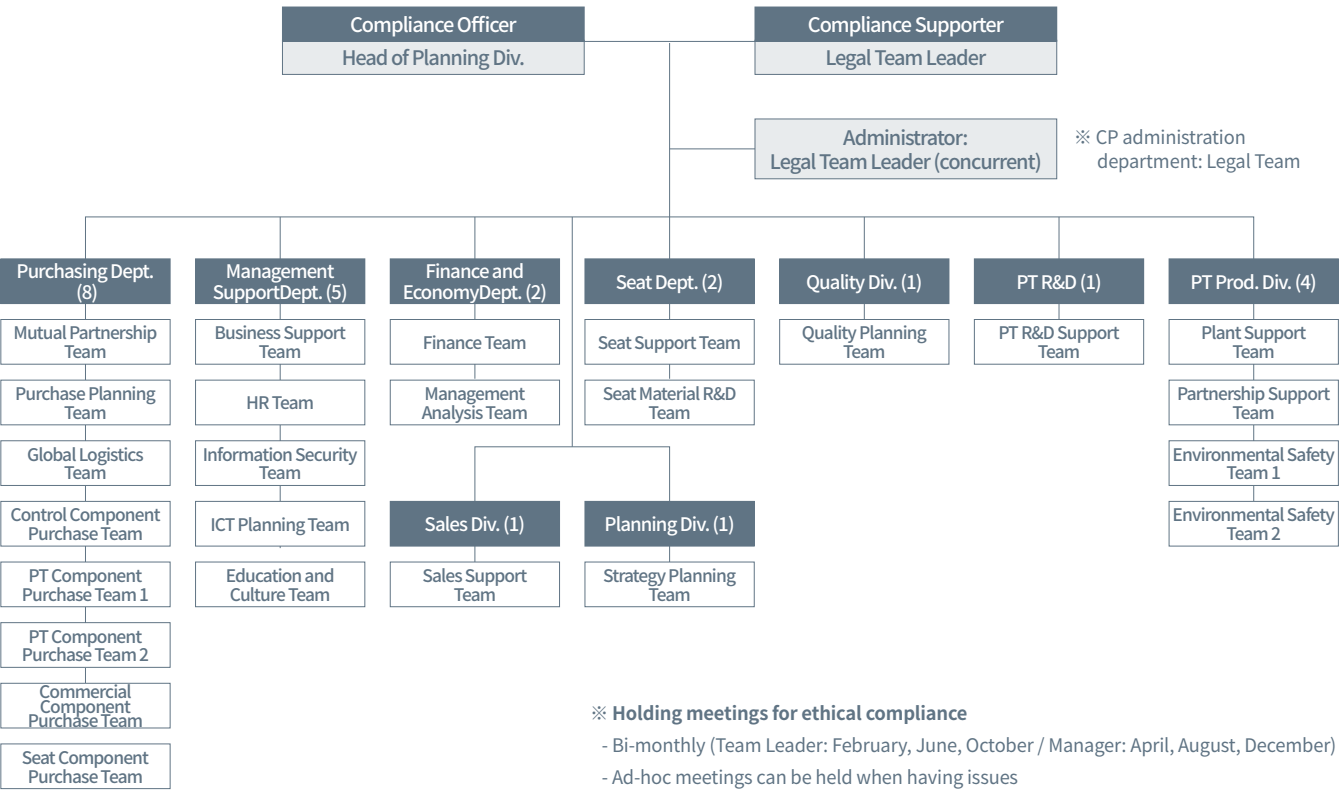 Compliance Officer
Head of Planning Div.
Compliance Supporter
Legal Team Leader
Administrator:
Legal Team Leader (concurrent)
※ CP administration
department: Legal Team
Purchasing Dept.
(8)
Mutual Partnership
Team
Purchase Planning
Team
Global Logistics
Team
Control Component
Purchase Team
PT Component
Purchase Team 1
PT Component
Purchase Team 2
Commercial
Component
Purchase Team
Seat Component
Purchase Team
Management
SupportDept. (5)
Business Support
Team
HR Team
Information Security
Team
ICT Planning Team
Education and
Culture Team
Finance and
EconomyDept. (2)
Finance Team
Management
Analysis Team
Seat Dept. (2)
Seat Support Team
Seat Material R&D
Team
Sales Div. (1)
Sales Support
Team
Planning Div. (1)
Strategy Planning
Team
Quality Div. (1)
Quality Planning
Team
PT R&D (1)
PT R&D Support
Team
PT Prod. Div. (4)
Plant Support
Team
Partnership Support
Team
Environmental Safety
Team 1
Environmental Safety
Team 2
※ Holding meetings for ethical compliance
- Bi-monthly (Team Leader: February, June, October / Manager: April, August, December)
- Ad-hoc meetings can be held when having issues